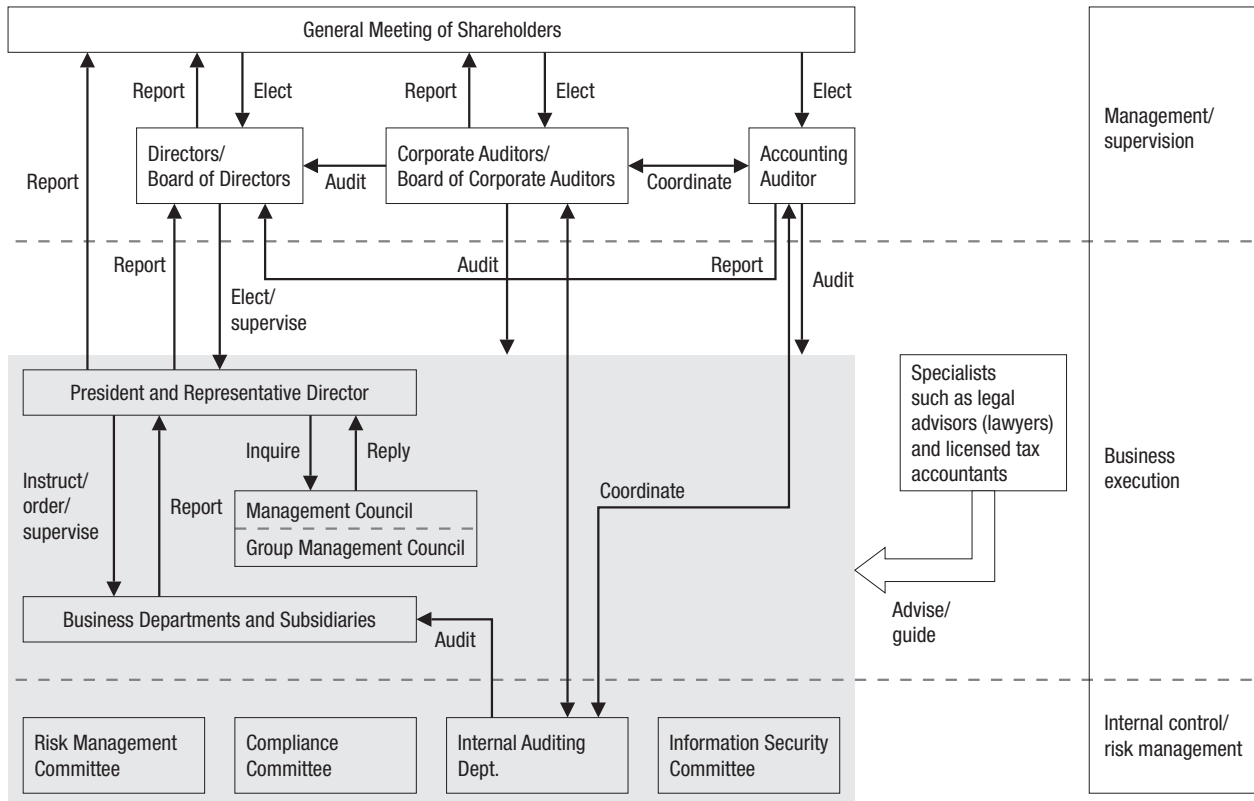 General Meeting of Shareholders
Report
Elect
Report
Elect
Elect
Management/
supervision
Directors/
Board of Directors
Corporate Auditors/
Board of Corporate Auditors
Accounting
Auditor
Report
Audit
Coordinate
Report
Audit
Report
Audit
Elect/
supervise
President and Representative Director
Specialists
such as legal
advisors (lawyers)
and licensed tax
accountants
Inquire
Reply
Business
execution
Instruct/
order/
supervise
Report
Coordinate
Management Council
Group Management Council
Business Departments and Subsidiaries
Audit
Advise/
guide
Risk Management
Committee
Compliance
Committee
Internal Auditing
Dept.
Information Security
Committee
Internal control/
risk management